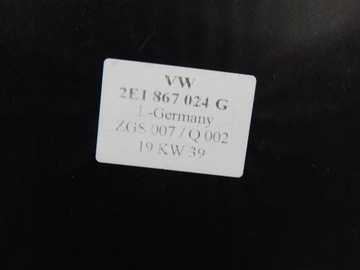 VW
2E1 867 024 G
L-Germany
ZGS 007 / Q 002
19 KW 39